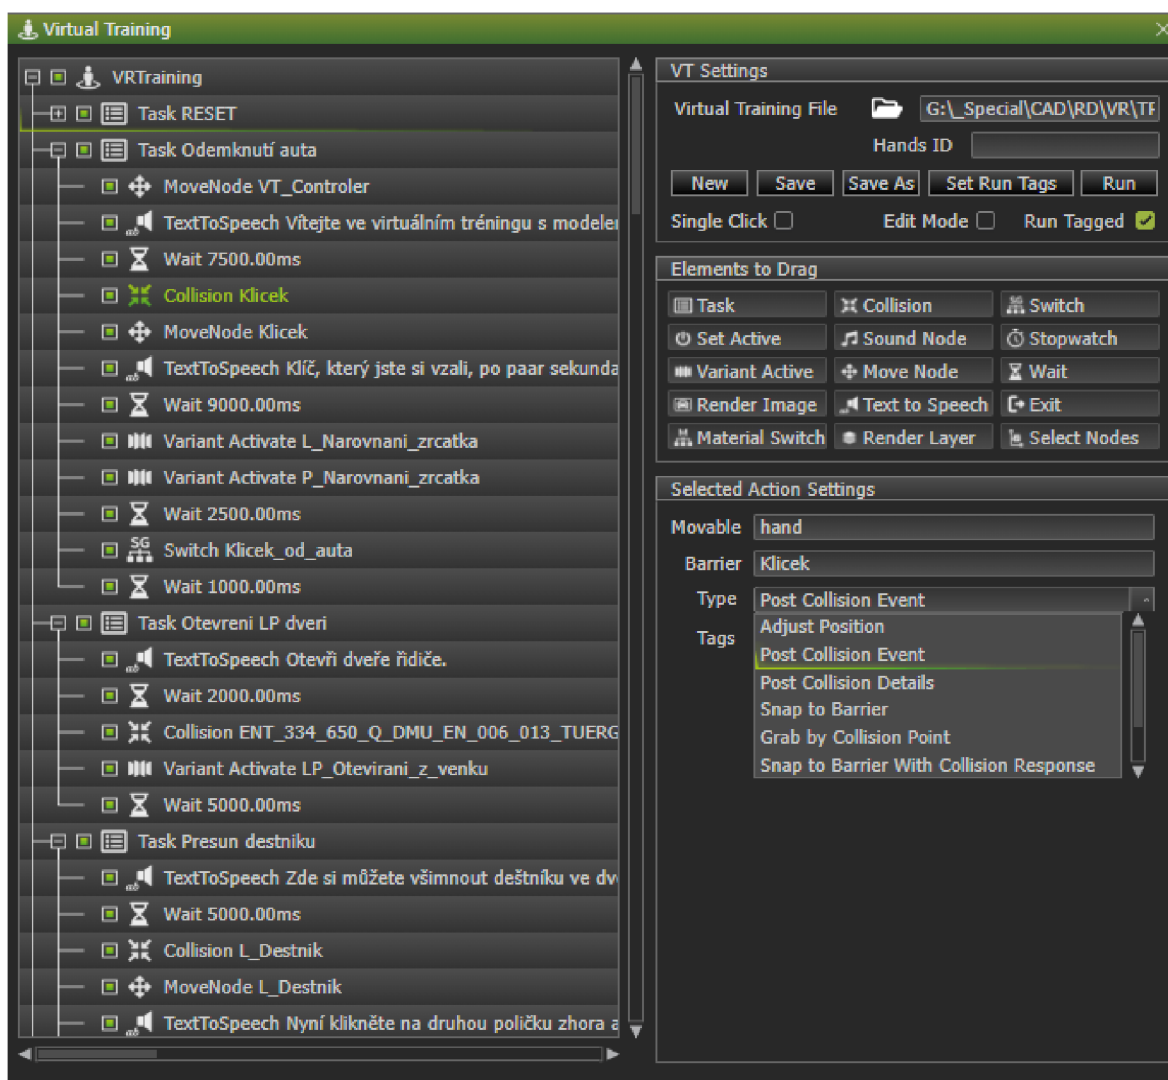 Virtual Training
VRTraining
Task RESET
Task Odemknutí auta
MoveNode VT_Controler
TextToSpeech Vítejte ve virtuálním tréningu s modele
Wait 7500.00ms
Collision Klicek
MoveNode Klicek
TextToSpeech Klíč, který jste si vzali, po paar sekunda
Wait 9000.00ms
Variant Activate L_Narovnani_zrcatka
Variant Activate P_Narovnani_zrcatka
Wait 2500.00ms
SG Switch Klicek_od_auta
Wait 1000.00ms
Task Otevreni LP dveri
TextToSpeech Otevři dveře řidiče.
Wait 2000.00ms
Collision ENT_334_650_Q_DMU_EN_006_013_TUERG
Variant Activate LP_Otevirani_z_venku
Wait 5000.00ms
Task Presun destniku
TextToSpeech Zde si můžete všimnout deštníku ve dv
Wait 5000.00ms
Collision L_Destnik
MoveNode L_Destnik
TextToSpeech Nyní klikněte na druhou poličku zhora a
VT Settings
Virtual Training File G:\_Special\CAD\RD\VR\TF
Hands ID
New Save Save As Set Run Tags Run
Single Click Edit Mode Run Tagged
Elements to Drag
Task Collision Switch
Set Active Sound Node Stopwatch
Variant Active Move Node Wait
Render Image Text to Speech Exit
Material Switch Render Layer Select Nodes
Selected Action Settings
Movable hand
Barrier Klicek
Type Post Collision Event
Tags
Adjust Position
Post Collision Event
Post Collision Details
Snap to Barrier
Grab by Collision Point
Snap to Barrier With Collision Response